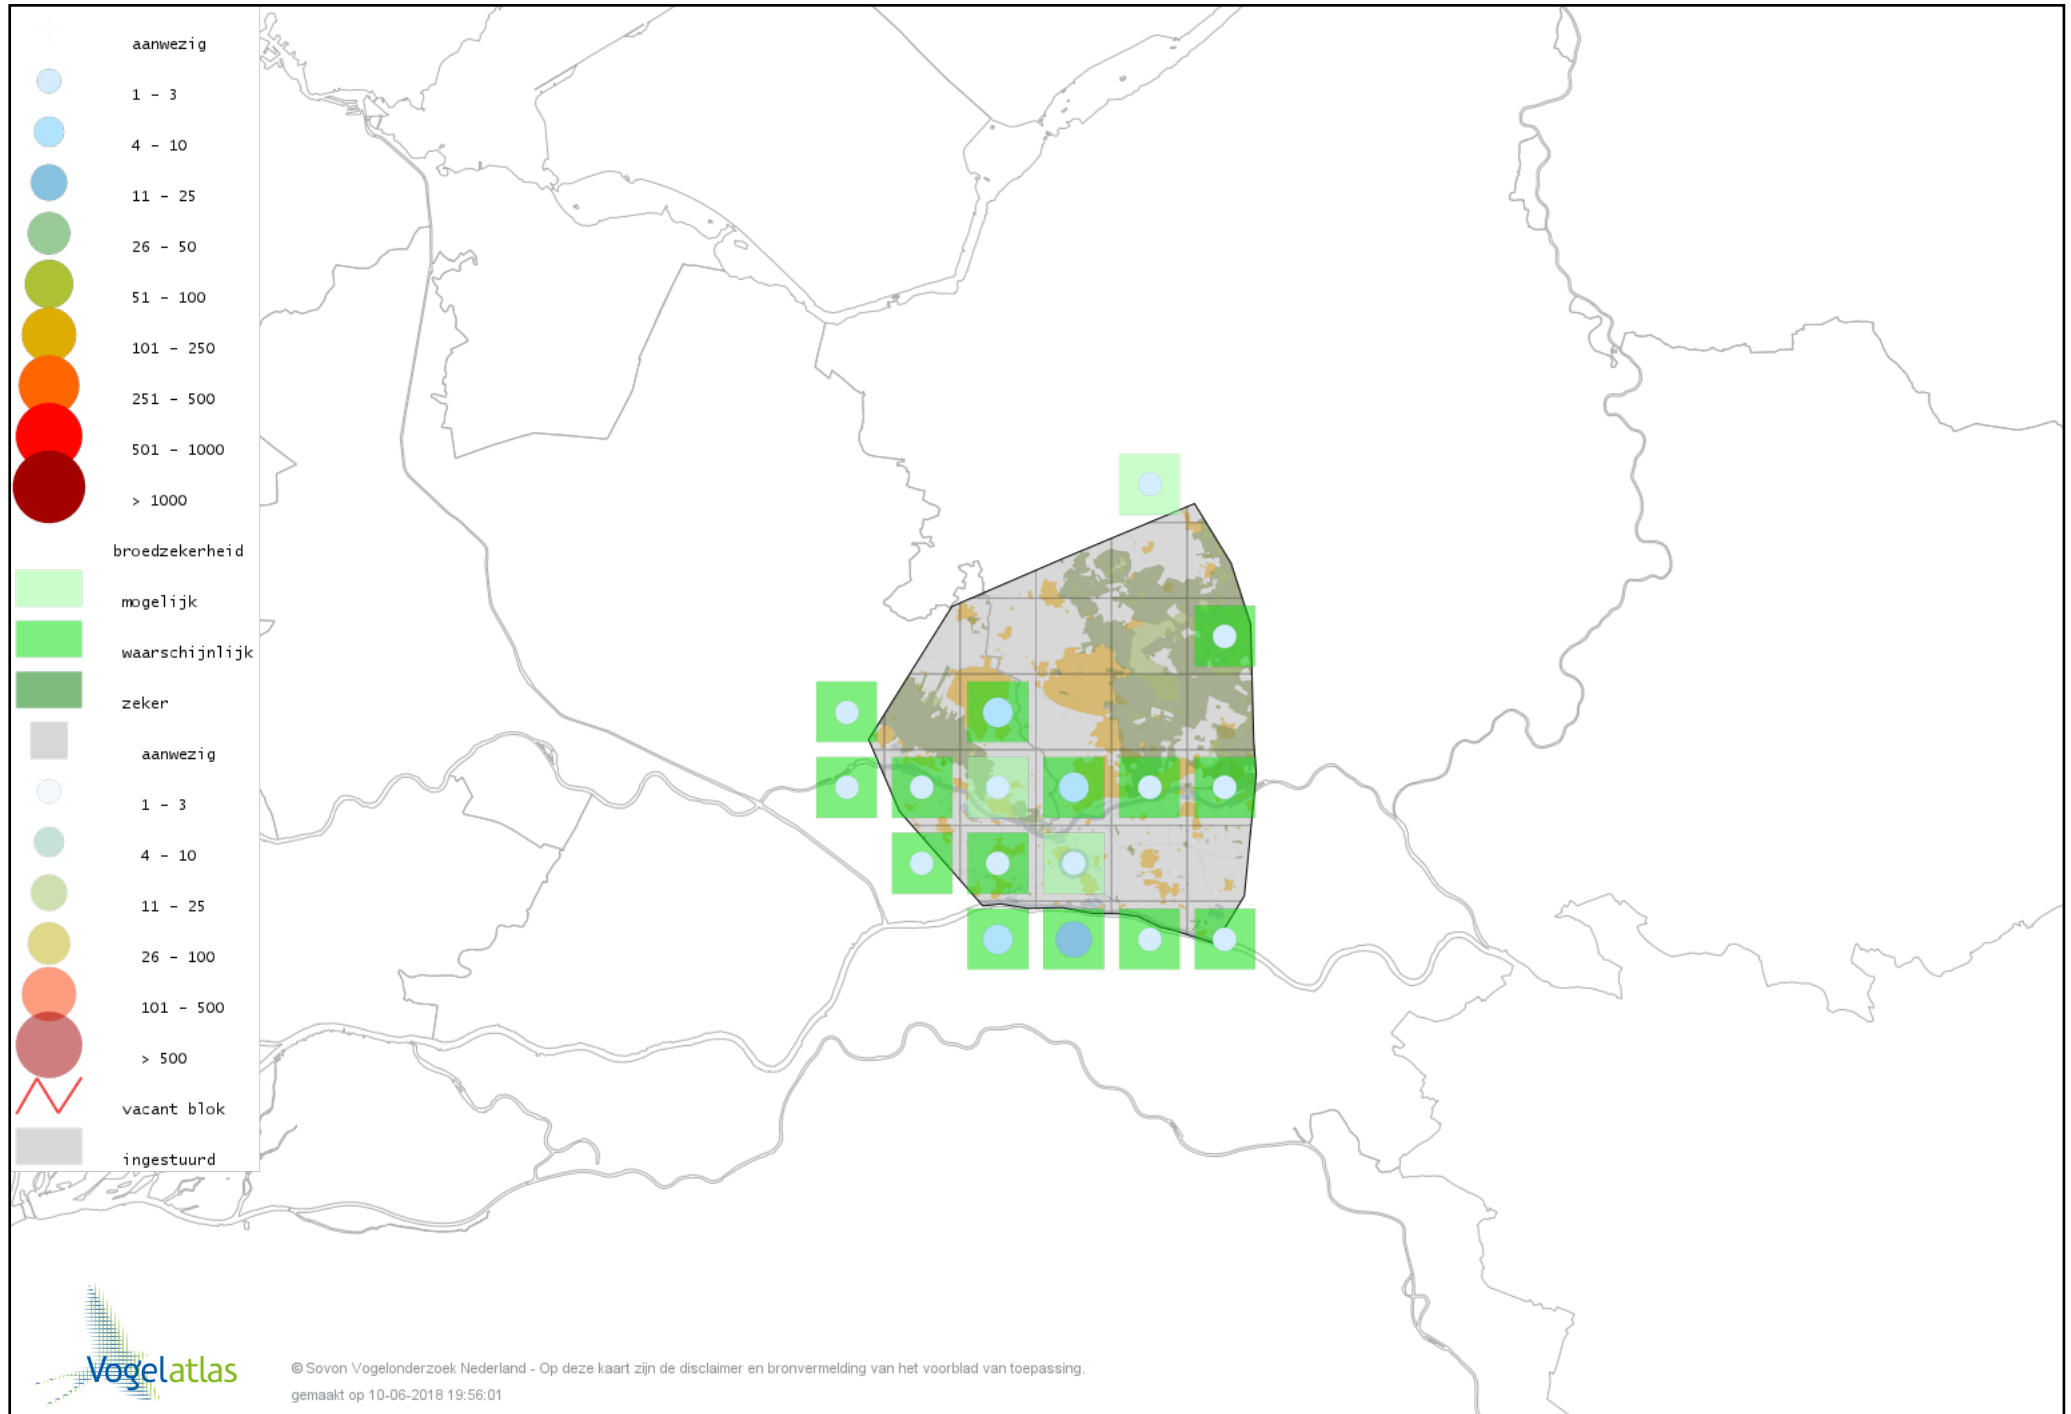 aanwezig
1 - 3
4 - 10
11 - 25
26 - 50
51 - 100
101 - 250
251 - 500
501 - 1000
> 1000
broedzekerheid
mogelijk
waarschijnlijk
zeker
aanwezig
1 - 3
4 - 10
11 - 25
26 - 100
101 - 500
> 500
vacant blok
ingestuurd
Vogelatlas
© Sovon Vogelonderzoek Nederland - Op deze kaart zijn de disclaimer en bronvermelding van het voorblad van toepassing.
gemaakt op 10-06-2018 19:56:01